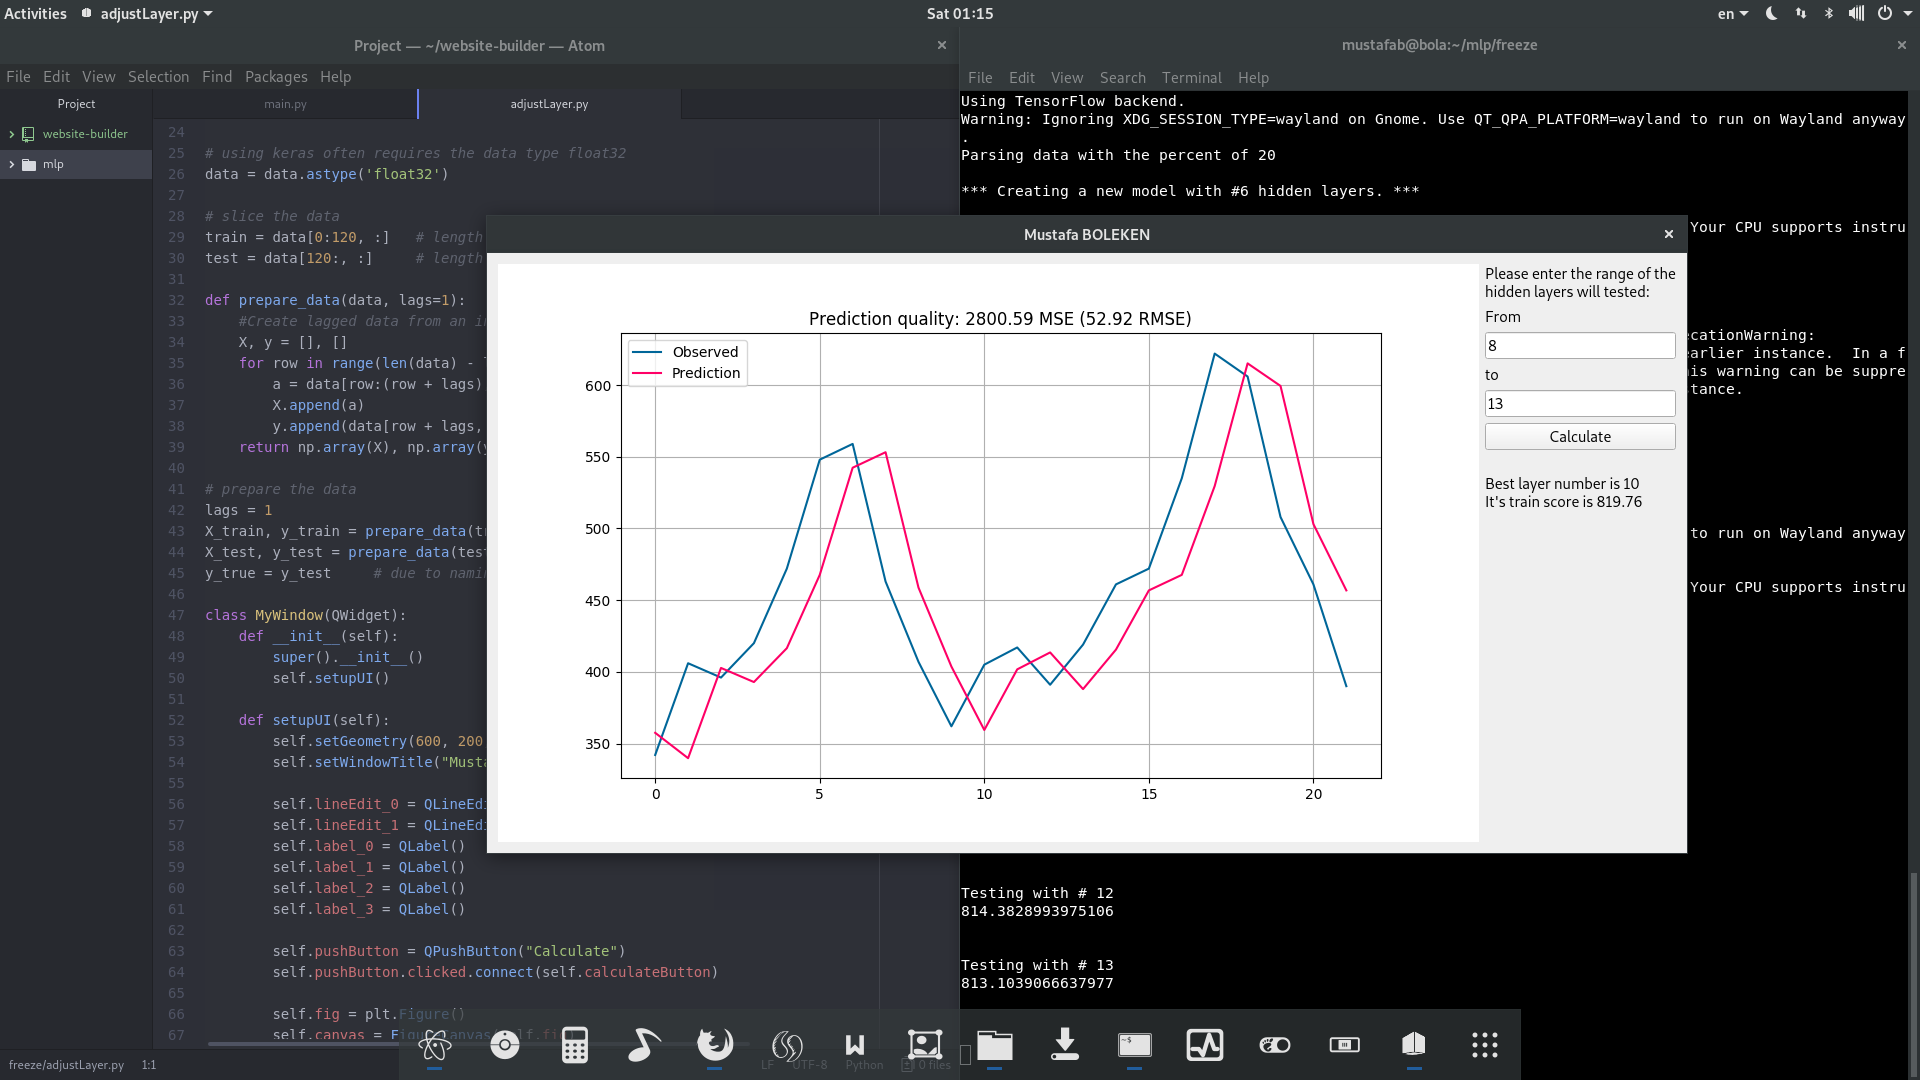 Activities adjustLayer.py Sat 01:15 en
Project — ~/website-builder — Atom
File Edit View Selection Find Packages Help
Project main.py adjustLayer.py
website-builder
mlp
24
25 # using keras often requires the data type float32
26 data = data.astype('float32')
27
28 # slice the data
29 train = data[0:120, :] # length
30 test = data[120:, :] # length
31
32 def prepare_data(data, lags=1):
33 #Create lagged data from an
34 X, y = [], []
35 for row in range(len(data) -
36 a = data[row:(row + lags)
37 X.append(a)
38 y.append(data[row + lags,
39 return np.array(X), np.array(
40
41 # prepare the data
42 lags = 1
43 X_train, y_train = prepare_data(
44 X_test, y_test = prepare_data(
45 y_true = y_test # due to
46
47 class MyWindow(QWidget):
48 def __init__(self):
49 super().__init__()
50 self.setupUI()
51
52 def setupUI(self):
53 self.setGeometry(600, 200
54 self.setWindowTitle("Musta
55
56 self.lineEdit_0 =
57 self.lineEdit_1 =
58 self.label_0 = QLabel()
59 self.label_1 = QLabel()
60 self.label_2 = QLabel()
61 self.label_3 = QLabel()
62
63 self.pushButton = QPushButton("Calculate")
64 self.pushButton.clicked.connect(self.calculateButton)
65
66 self.fig = plt.Figure()
67 self.canvas =
freeze/adjustLayer.py 1:1 LF UTF-8 Python 0 files
mustafab@bola:~/mlp/freeze
File Edit View Search Terminal Help
Using TensorFlow backend.
Warning: Ignoring XDG_SESSION_TYPE=wayland on Gnome. Use QT_QPA_PLATFORM=wayland to run on Wayland anyway
.
Parsing data with the percent of 20
*** Creating a new model with #6 hidden layers. ***
Your CPU supports instru
ecationWarning:
earlier instance. In a f
is warning can be suppre
tance.
to run on Wayland anyway
Your CPU supports instru
Testing with # 12
814.3828993975106
Testing with # 13
813.1039066637977
Mustafa BOLEKEN
Prediction quality: 2800.59 MSE (52.92 RMSE)
Observed
Prediction
600
550
500
450
400
350
0 5 10 15 20
Please enter the range of the
hidden layers will tested:
From
8
to
13
Calculate
Best layer number is 10
It's train score is 819.76